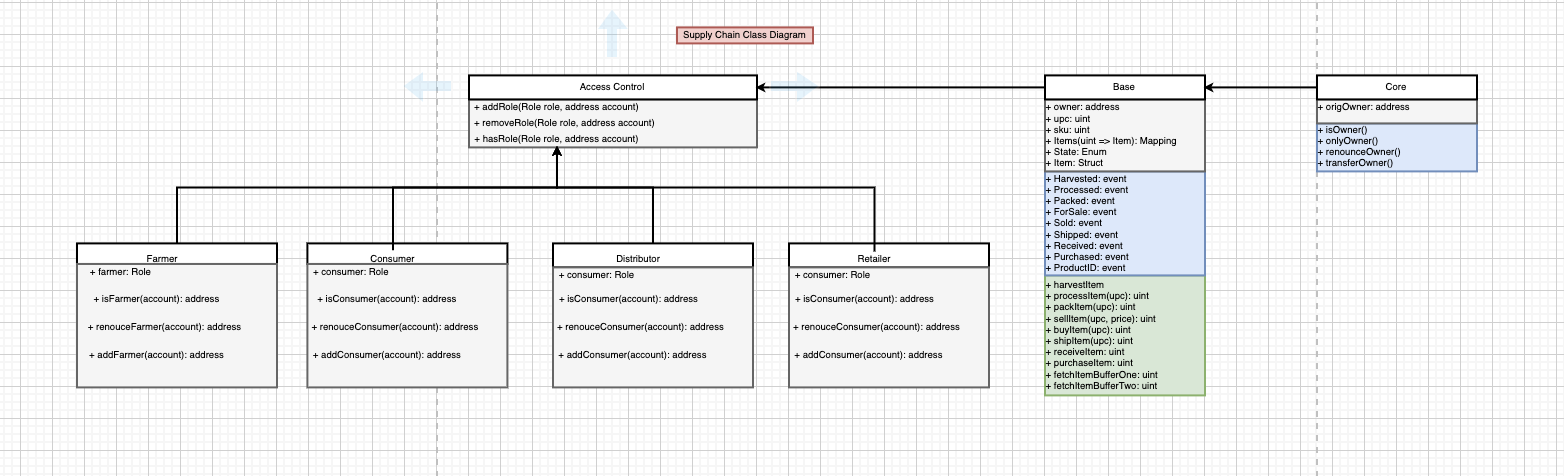 Supply Chain Class Diagram
Access Control
+ addRole(Role role, address account)
+ removeRole(Role role, address account)
+ hasRole(Role role, address account)
Base
+ owner: address
+ upc: uint
+ sku: uint
+ Items(uint => Item): Mapping
+ State: Enum
+ Item: Struct
+ Harvested: event
+ Processed: event
+ Packed: event
+ ForSale: event
+ Sold: event
+ Shipped: event
+ Received: event
+ Purchased: event
+ ProductID: event
+ harvestItem
+ processItem(upc): uint
+ packItem(upc): uint
+ sellItem(upc, price): uint
+ buyItem(upc): uint
+ shipItem(upc): uint
+ receiveItem: uint
+ purchaseItem: uint
+ fetchItemBufferOne: uint
+ fetchItemBufferTwo: uint
Core
+ origOwner: address
+ isOwner()
+ onlyOwner()
+ renounceOwner()
+ transferOwner()
Farmer
+ farmer: Role
+ isFarmer(account): address
+ renouceFarmer(account): address
+ addFarmer(account): address
Consumer
+ consumer: Role
+ isConsumer(account): address
+ renouceConsumer(account): address
+ addConsumer(account): address
Distributor
+ consumer: Role
+ isConsumer(account): address
+ renouceConsumer(account): address
+ addConsumer(account): address
Retailer
+ consumer: Role
+ isConsumer(account): address
+ renouceConsumer(account): address
+ addConsumer(account): address